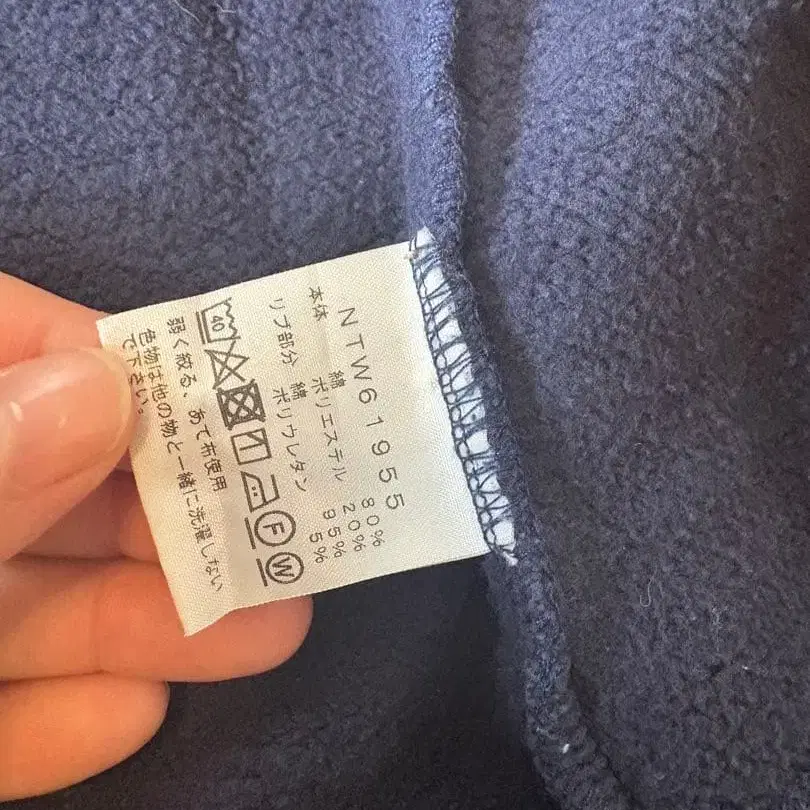 NTW61955
本体 綿 80%
ポリエステル 20%
リブ部分 綿 95%
ポリウレタン 5%
40
F
W
弱く絞る、あて布使用
色物は他の物と一緒に洗濯しない
で下さい。